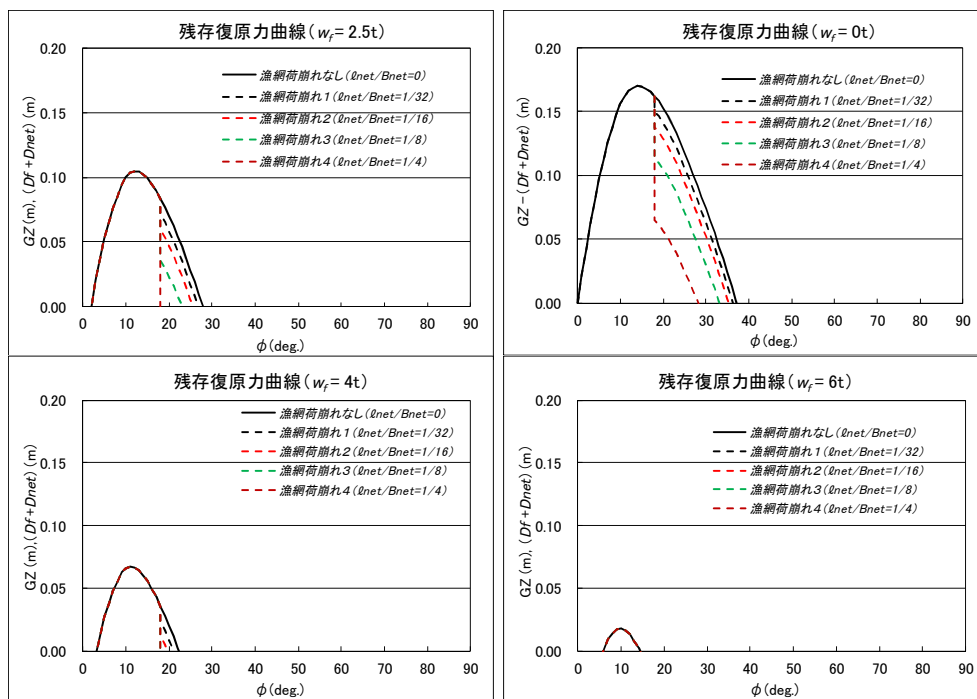 残存復原力曲線(wf= 2.5t)
GZ(m), (Df+Dnet) (m)
0.20
0.15
0.10
0.05
0.00
漁網荷崩れなし(ℓnet/Bnet=0)
漁網荷崩れ1(ℓnet/Bnet=1/32)
漁網荷崩れ2(ℓnet/Bnet=1/16)
漁網荷崩れ3(ℓnet/Bnet=1/8)
漁網荷崩れ4(ℓnet/Bnet=1/4)
0 10 20 30 40 50 60 70 80 90
φ(deg.)
残存復原力曲線(wf= 0t)
GZ-(Df+Dnet) (m)
0.20
0.15
0.10
0.05
0.00
漁網荷崩れなし(ℓnet/Bnet=0)
漁網荷崩れ1(ℓnet/Bnet=1/32)
漁網荷崩れ2(ℓnet/Bnet=1/16)
漁網荷崩れ3(ℓnet/Bnet=1/8)
漁網荷崩れ4(ℓnet/Bnet=1/4)
0 10 20 30 40 50 60 70 80 90
φ(deg.)
残存復原力曲線(wf= 4t)
GZ(m),(Df+Dnet) (m)
0.20
0.15
0.10
0.05
0.00
漁網荷崩れなし(ℓnet/Bnet=0)
漁網荷崩れ1(ℓnet/Bnet=1/32)
漁網荷崩れ2(ℓnet/Bnet=1/16)
漁網荷崩れ3(ℓnet/Bnet=1/8)
漁網荷崩れ4(ℓnet/Bnet=1/4)
0 10 20 30 40 50 60 70 80 90
φ(deg.)
残存復原力曲線(wf= 6t)
GZ(m), (Df+Dnet) (m)
0.20
0.15
0.10
0.05
0.00
漁網荷崩れなし(ℓnet/Bnet=0)
漁網荷崩れ1(ℓnet/Bnet=1/32)
漁網荷崩れ2(ℓnet/Bnet=1/16)
漁網荷崩れ3(ℓnet/Bnet=1/8)
漁網荷崩れ4(ℓnet/Bnet=1/4)
0 10 20 30 40 50 60 70 80 90
φ(deg.)